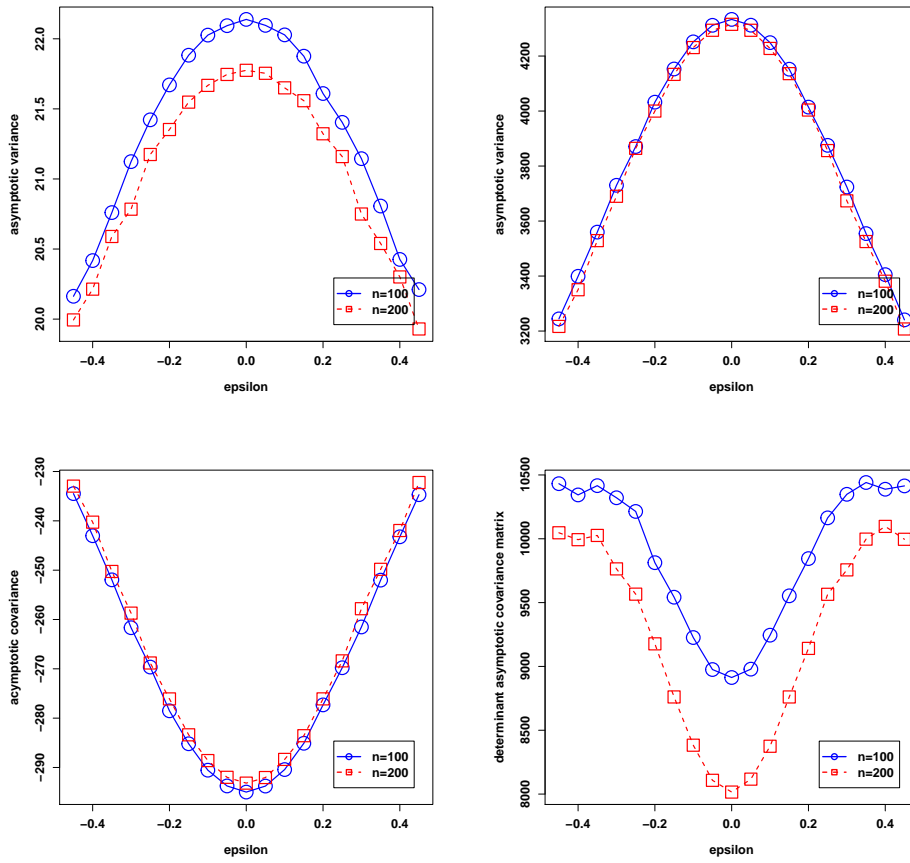 asymptotic variance
22.0
21.5
21.0
20.5
20.0
n=100
n=200
−0.4 −0.2 0.0 0.2 0.4
epsilon
asymptotic variance
4200
4000
3800
3600
3400
3200
n=100
n=200
−0.4 −0.2 0.0 0.2 0.4
epsilon
acymptotic covariance
−230
−250
−260
−270
−280
−290
n=100
n=200
−0.4 −0.2 0.0 0.2 0.4
epsilon
determinant asymptotic covariance matrix
10500
10000
9500
9000
8500
8000
n=100
n=200
−0.4 −0.2 0.0 0.2 0.4
epsilon